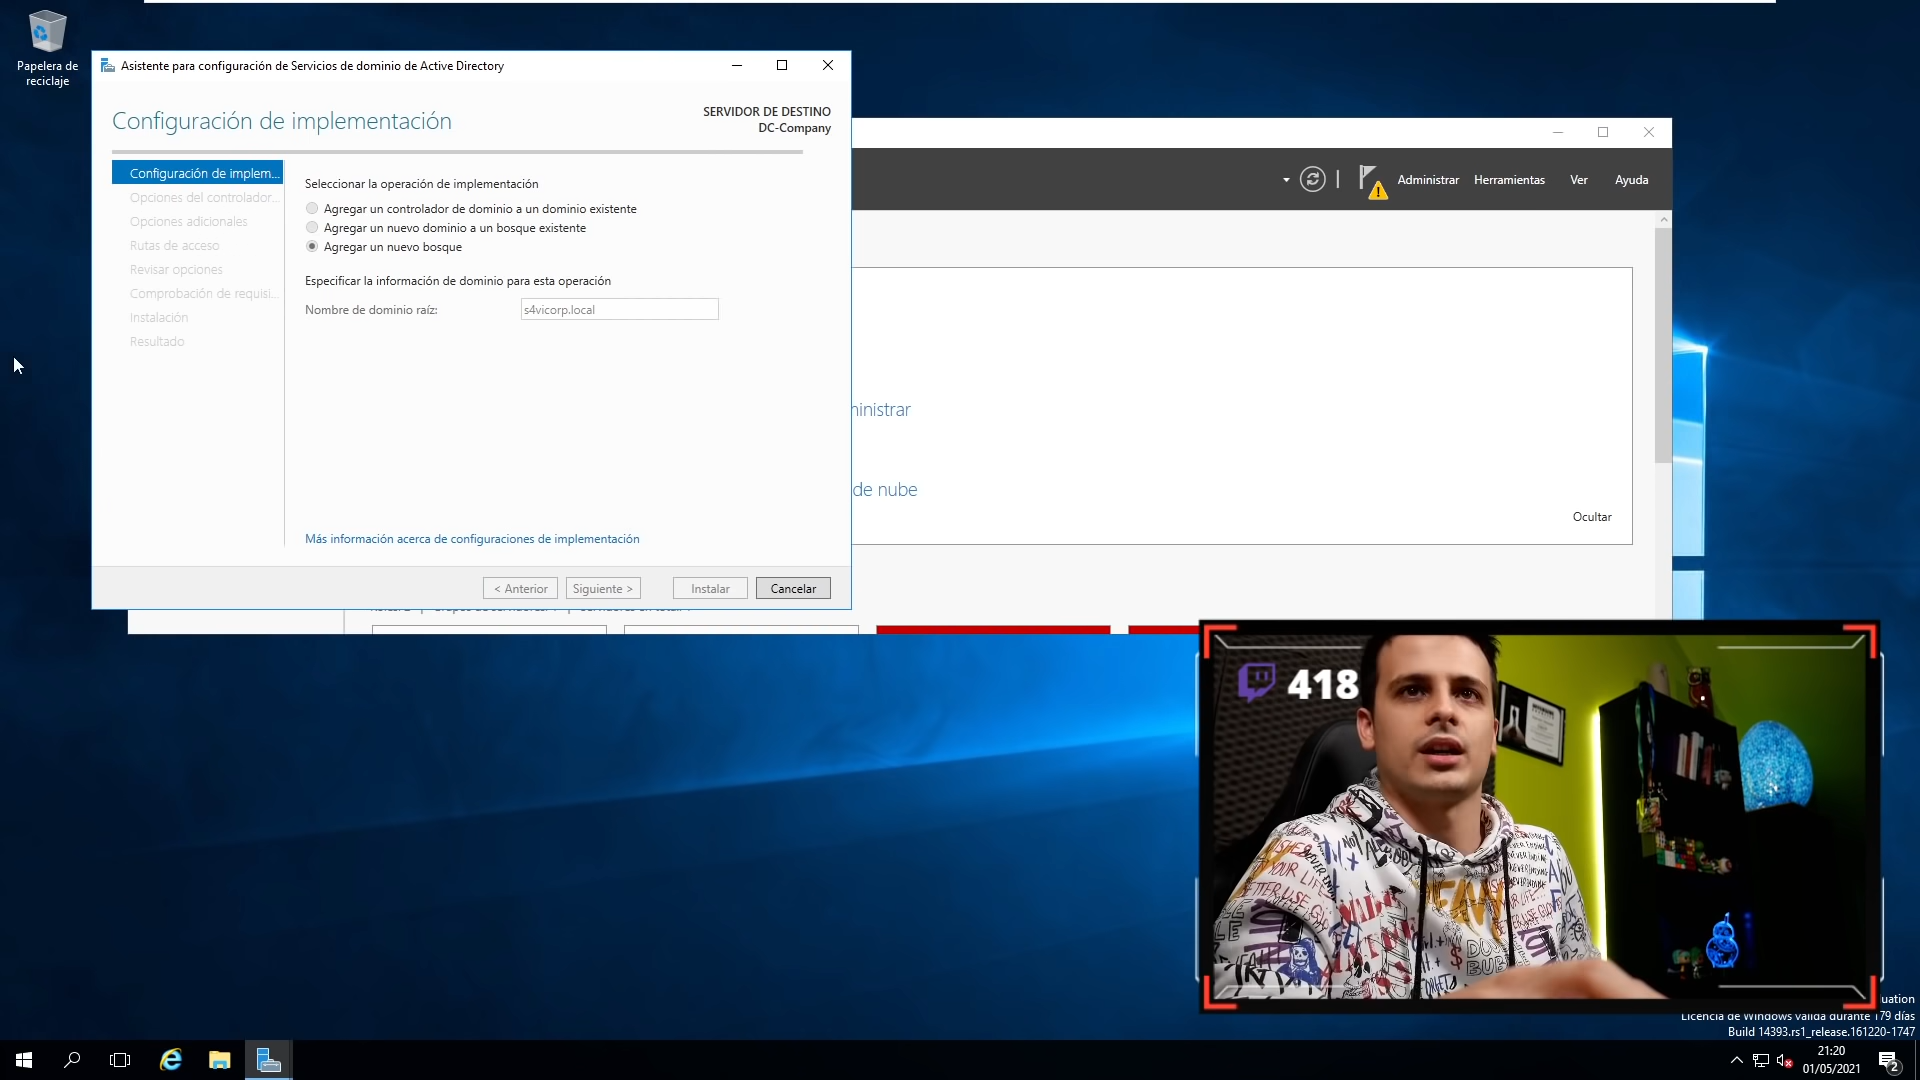 Papelera de
reciclaje
Asistente para configuración de Servicios de dominio de Active Directory
Configuración de implementación
SERVIDOR DE DESTINO
DC-Company
Configuración de implem...
Opciones del controlador...
Opciones adicionales
Rutas de acceso
Revisar opciones
Comprobación de requisi...
Instalación
Resultado
Seleccionar la operación de implementación
Agregar un controlador de dominio a un dominio existente
Agregar un nuevo dominio a un bosque existente
Agregar un nuevo bosque
Especificar la información de dominio para esta operación
Nombre de dominio raíz:
s4vicorp.local
Más información acerca de configuraciones de implementación
< Anterior
Siguiente >
Instalar
Cancelar
Administrar
Herramientas
Ver
Ayuda
ninistrar
de nube
Ocultar
418
uation
Licencia de Windows válida durante 179 días
Build 14393.rs1_release.161220-1747
21:20
01/05/2021
2